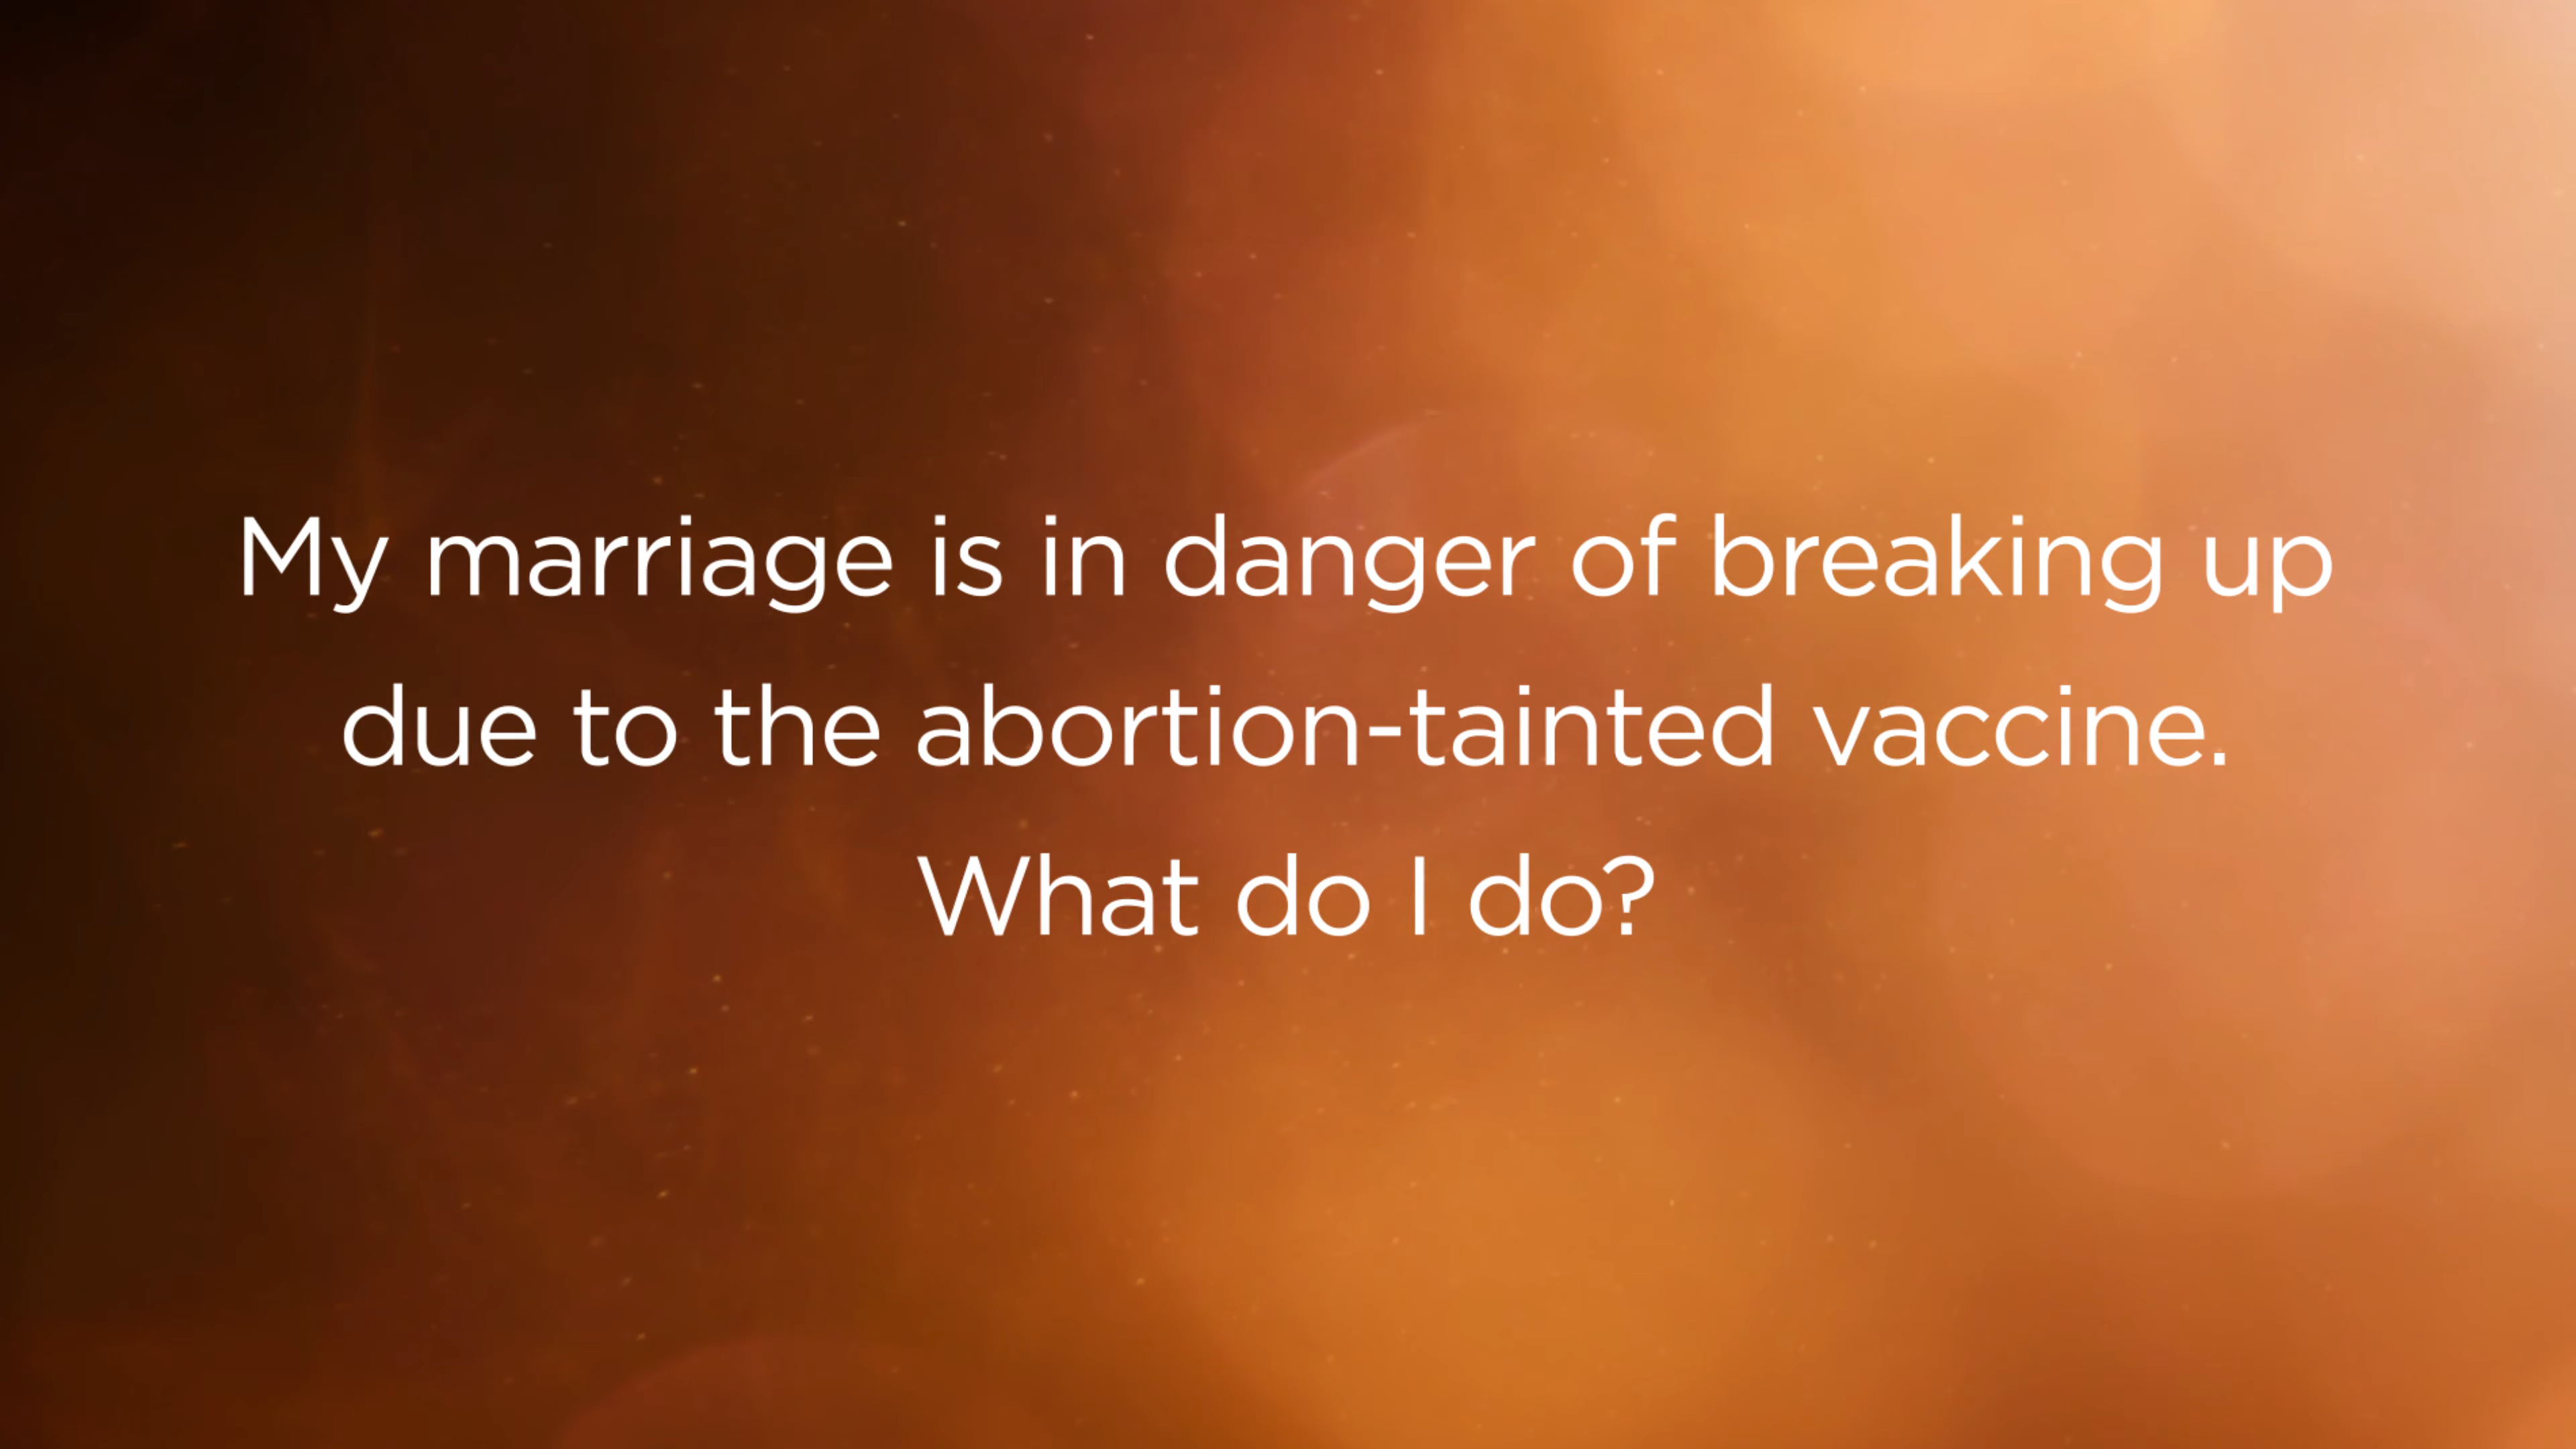 My marriage is in danger of breaking up
due to the abortion-tainted vaccine.
What do I do?